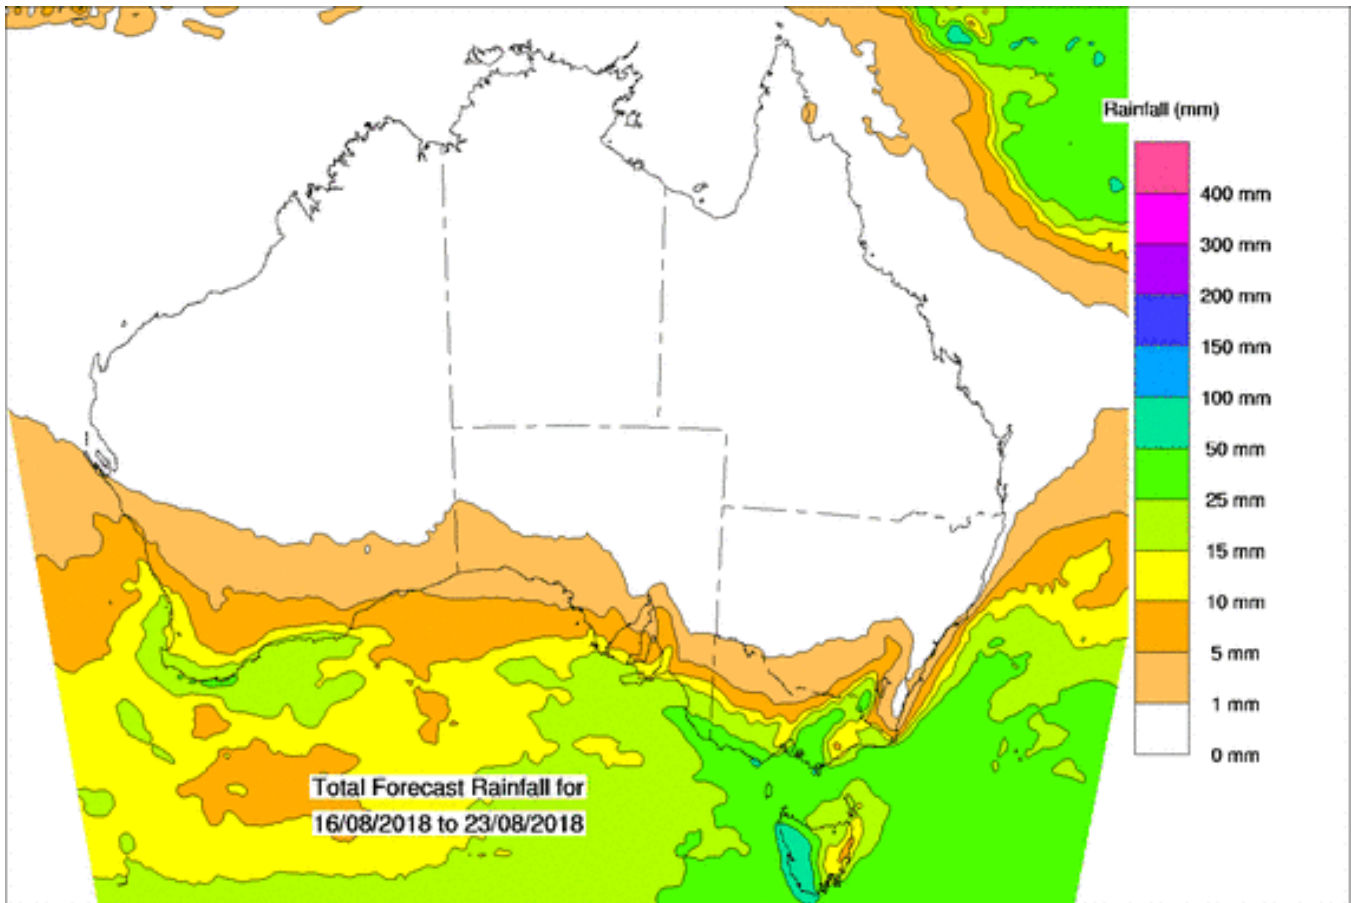 Rainfall (mm)
400 mm
300 mm
200 mm
150 mm
100 mm
50 mm
25 mm
15 mm
10 mm
5 mm
1 mm
0 mm
Total Forecast Rainfall for
16/08/2018 to 23/08/2018